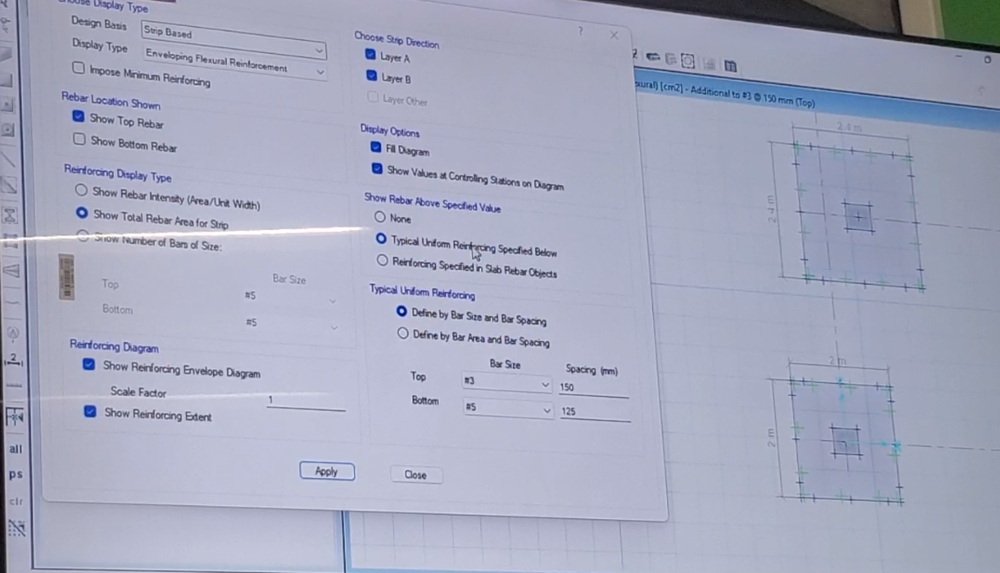 Choose Display Type
Design Basis
Strip Based
Display Type
Enveloping Flexural Reinforcement
Impose Minimum Reinforcing
Rebar Location Shown
Show Top Rebar
Show Bottom Rebar
Reinforcing Display Type
Show Rebar Intensity (Area/Unit Width)
Show Total Rebar Area for Strip
Show Number of Bars of Size:
Bar Size
Top
#5
Bottom
#5
Reinforcing Diagram
Show Reinforcing Envelope Diagram
Scale Factor
1
Show Reinforcing Extent
Apply
Close
?
Choose Strip Direction
Layer A
Layer B
Layer Other
Display Options
Fill Diagram
Show Values at Controlling Stations on Diagram
Show Rebar Above Specified Value
None
Typical Uniform Reinforcing Specified Below
Reinforcing Specified in Slab Rebar Objects
Typical Uniform Reinforcing
Define by Bar Size and Bar Spacing
Define by Bar Area and Bar Spacing
Bar Size
Spacing (mm)
Top
#3
150
Bottom
#5
125
xural) [cm2] - Additional to #3 @ 150 mm (Top)
2.4 m
2.4 m
2 m
2 m
2
all
ps
clr